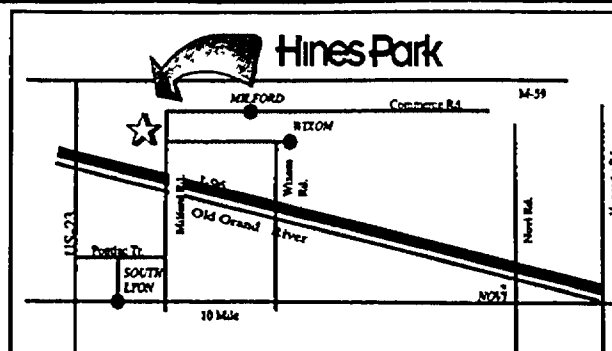 Hines Park
M-59
MILFORD
Commerce Rd.
WIXOM
I-96
Wixom
Rd.
Milford Rd.
Old Grand River
Novi Rd.
US-23
Pontiac Tr.
SOUTH
LYON
NOVI
10 Mile